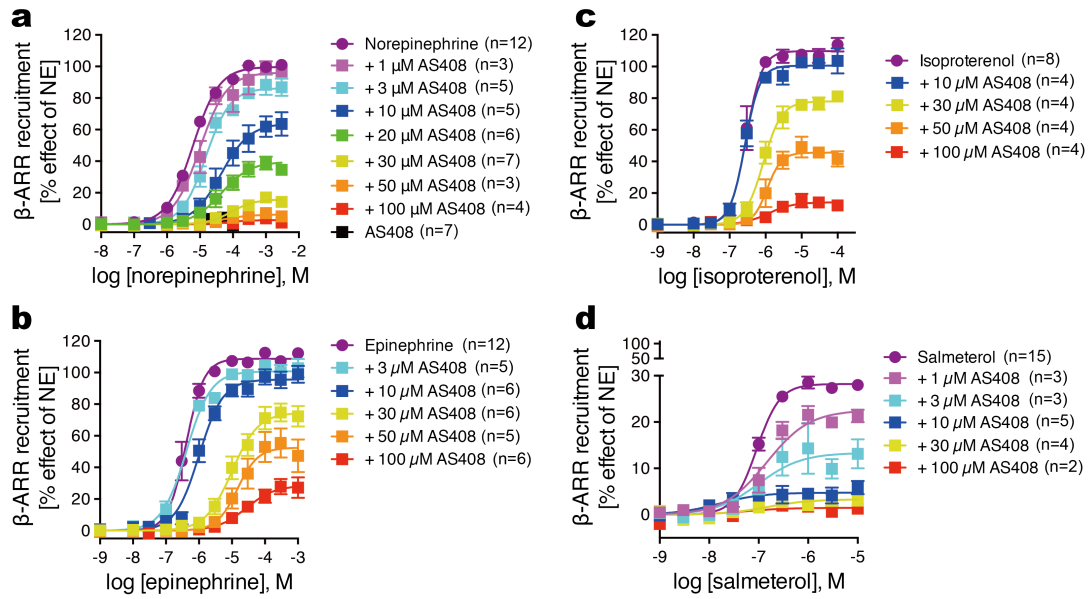 a
β-ARR recruitment
[% effect of NE]
120
100
80
60
40
20
0
-8 -7 -6 -5 -4 -3 -2
log [norepinephrine], M
Norepinephrine (n=12)
+ 1 µM AS408 (n=3)
+ 3 µM AS408 (n=5)
+ 10 µM AS408 (n=5)
+ 20 µM AS408 (n=6)
+ 30 µM AS408 (n=7)
+ 50 µM AS408 (n=3)
+ 100 µM AS408 (n=4)
AS408 (n=7)
c
β-ARR recruitment
[% effect of NE]
120
100
80
60
40
20
0
-9 -8 -7 -6 -5 -4
log [isoproterenol], M
Isoproterenol (n=8)
+ 10 µM AS408 (n=4)
+ 30 µM AS408 (n=4)
+ 50 µM AS408 (n=4)
+ 100 µM AS408 (n=4)
b
β-ARR recruitment
[% effect of NE]
120
100
80
60
40
20
0
-9 -8 -7 -6 -5 -4 -3
log [epinephrine], M
Epinephrine (n=12)
+ 3 µM AS408 (n=5)
+ 10 µM AS408 (n=6)
+ 30 µM AS408 (n=6)
+ 50 µM AS408 (n=5)
+ 100 µM AS408 (n=6)
d
β-ARR recruitment
[% effect of NE]
100
50
30
20
10
0
-9 -8 -7 -6 -5
log [salmeterol], M
Salmeterol (n=15)
+ 1 µM AS408 (n=3)
+ 3 µM AS408 (n=3)
+ 10 µM AS408 (n=5)
+ 30 µM AS408 (n=4)
+ 100 µM AS408 (n=2)